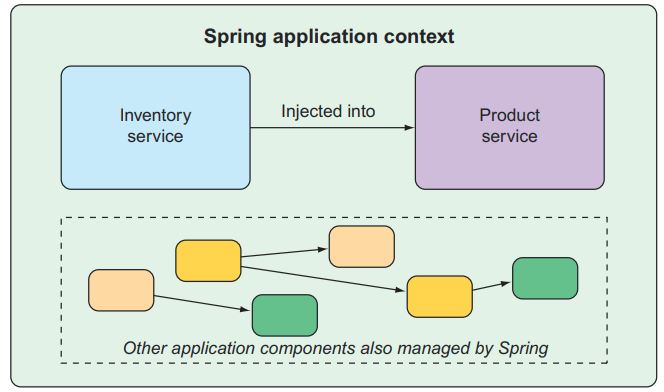 Spring application context
Inventory
service
Injected into
Product
service
Other application components also managed by Spring